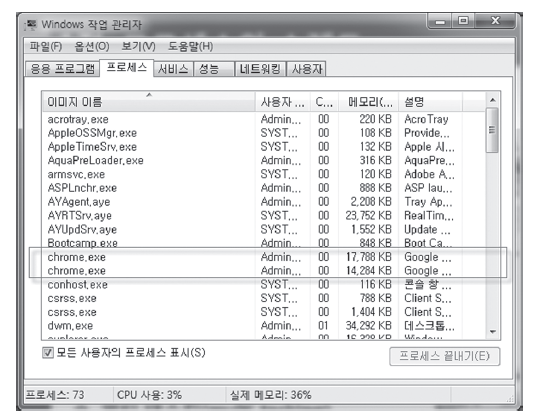 Windows 작업 관리자
파일(F) 옵션(O) 보기(V) 도움말(H)
응용 프로그램 프로세스 서비스 성능 네트워킹 사용자
이미지 이름 사용자 ... C... 메모리(... 설명
acrotray.exe Admin... 00 220 KB AcroTray
AppleOSSMgr.exe SYST... 00 108 KB Provide...
AppleTimeSrv.exe SYST... 00 132 KB Apple 시...
AquaPreLoader.exe Admin... 00 316 KB AquaPre...
armsvc.exe SYST... 00 120 KB Adobe A...
ASPLnchr.exe Admin... 00 888 KB ASP lau...
AYAgent.aye Admin... 00 2,208 KB Tray Ap...
AYRTSrv.aye SYST... 00 23,752 KB RealTim...
AYUpdSrv.aye SYST... 00 1,552 KB Update ...
Bootcamp.exe Admin... 00 848 KB Boot Ca...
chrome.exe Admin... 00 17,788 KB Google ...
chrome.exe Admin... 00 14,284 KB Google ...
conhost.exe SYST... 00 116 KB 콘솔 창 ...
csrss.exe SYST... 00 788 KB Client S...
csrss.exe SYST... 00 1,404 KB Client S...
dwm.exe Admin... 01 34,292 KB 데스크톱...
explorer.exe Admin... 00 KB Window...
모든 사용자의 프로세스 표시(S) 프로세스 끝내기(E)
프로세스: 73 CPU 사용: 3% 실제 메모리: 36%